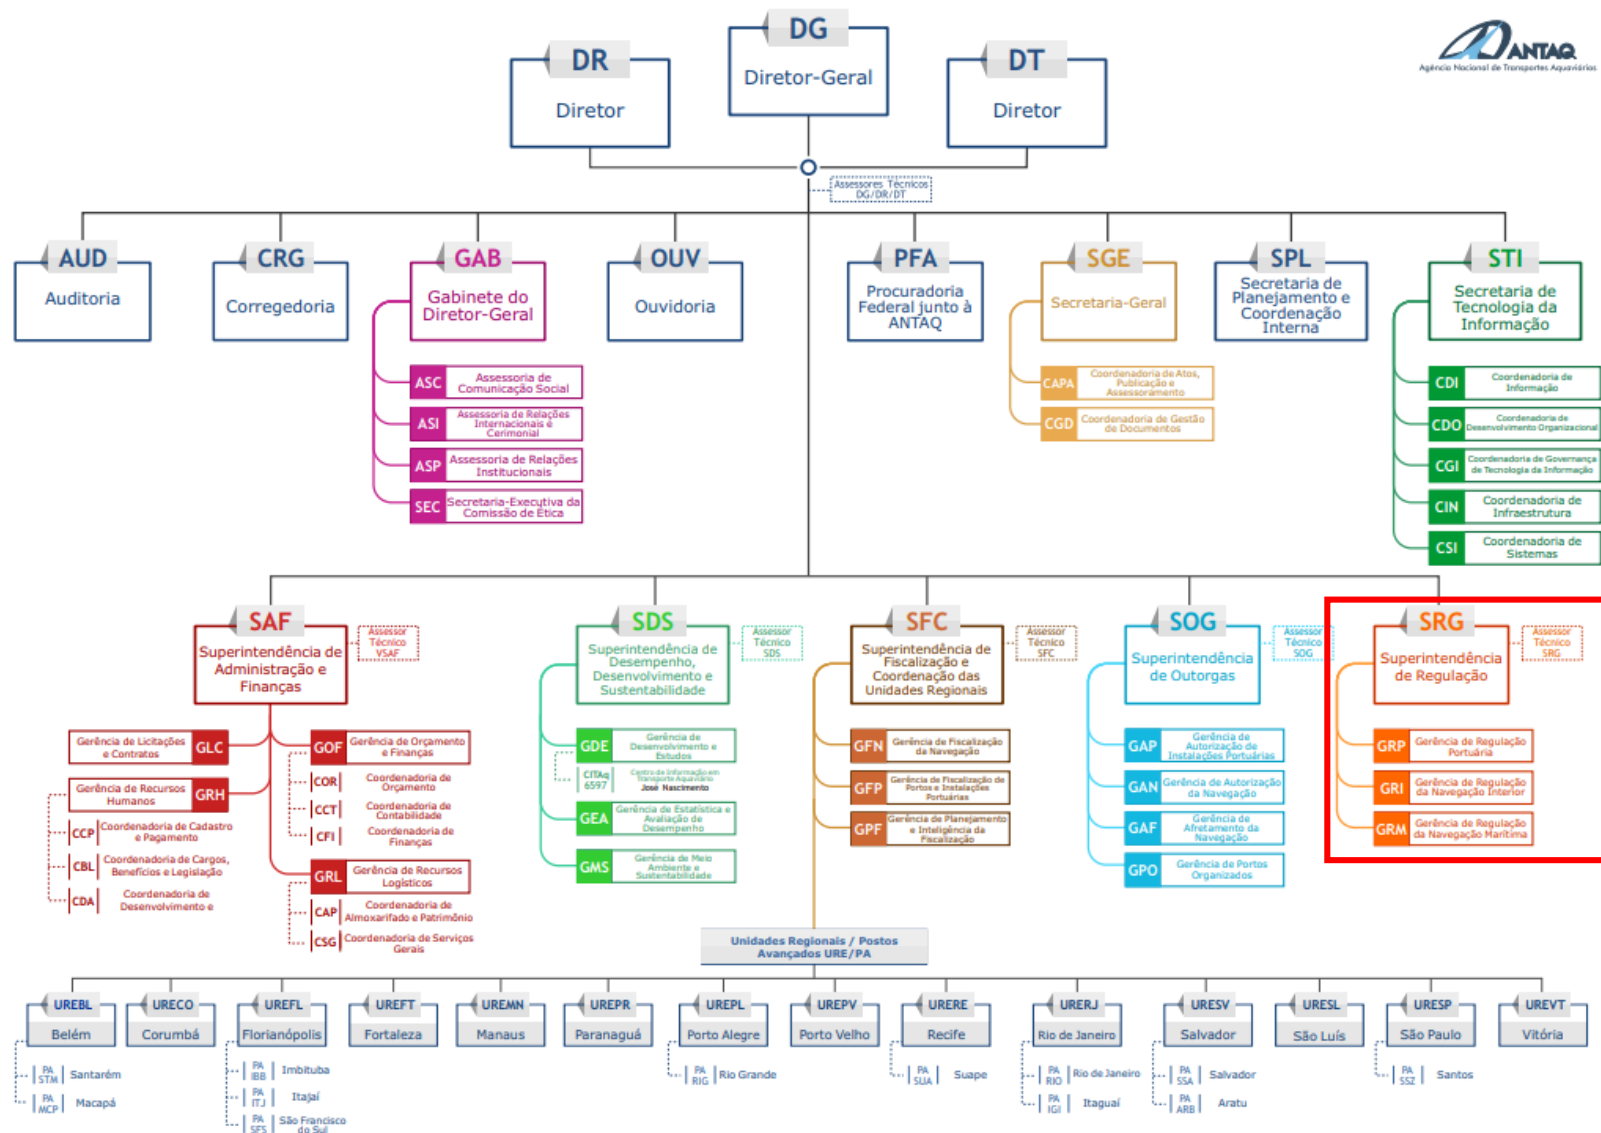 DG
Diretor-Geral
DR
Diretor
DT
Diretor
ANTAQ
Agência Nacional de Transportes Aquaviários
Assessores Técnicos
DG/DR/DT
AUD
Auditoria
CRG
Corregedoria
GAB
Gabinete do
Diretor-Geral
ASC
Assessoria de
Comunicação Social
ASI
Assessoria de Relações
Internacionais e
Cerimonial
ASP
Assessoria de Relações
Institucionais
SEC
Secretaria-Executiva da
Comissão de Ética
OUV
Ouvidoria
PFA
Procuradoria
Federal junto à
ANTAQ
SGE
Secretaria-Geral
CAPA
Coordenadoria de Atos,
Publicação e
Assessoramento
CGD
Coordenadoria de Gestão
de Documentos
SPL
Secretaria de
Planejamento e
Coordenação
Interna
STI
Secretaria de
Tecnologia da
Informação
CDI
Coordenadoria de
Informação
CDO
Coordenadoria de
Desenvolvimento Organizacional
CGI
Coordenadoria de Governança
de Tecnologia da Informação
CIN
Coordenadoria de
Infraestrutura
CSI
Coordenadoria de
Sistemas
SAF
Superintendência de
Administração e
Finanças
Assessor
Técnico
VSAF
Gerência de Licitações
e Contratos
GLC
Gerência de Recursos
Humanos
GRH
CCP
Coordenadoria de Cadastro
e Pagamento
CBL
Coordenadoria de Cargos,
Benefícios e Legislação
CDA
Coordenadoria de
Desenvolvimento e
GOF
Gerência de Orçamento
e Finanças
COR
Coordenadoria de
Orçamento
CCT
Coordenadoria de
Contabilidade
CFI
Coordenadoria de
Finanças
GRL
Gerência de Recursos
Logísticos
CAP
Coordenadoria de
Almoxarifado e Patrimônio
CSG
Coordenadoria de Serviços
Gerais
SDS
Superintendência de
Desempenho,
Desenvolvimento e
Sustentabilidade
Assessor
Técnico
SDS
GDE
Gerência de
Desenvolvimento e
Estudos
CITAq
6597
Centro de Informação em
Transporte Aquaviário
José Nascimento
GEA
Gerência de Estatística e
Avaliação de
Desempenho
GMS
Gerência de Meio
Ambiente e
Sustentabilidade
SFC
Superintendência de
Fiscalização e
Coordenação das
Unidades Regionais
Assessor
Técnico
SFC
GFN
Gerência de Fiscalização
da Navegação
GFP
Gerência de Fiscalização de
Portos e Instalações
Portuárias
GPF
Gerência de Planejamento
e Inteligência da
Fiscalização
SOG
Superintendência
de Outorgas
Assessor
Técnico
SOG
GAP
Gerência de
Autorização de
Instalações Portuárias
GAN
Gerência de Autorização
da Navegação
GAF
Gerência de
Afretamento da
Navegação
GPO
Gerência de Portos
Organizados
SRG
Superintendência
de Regulação
Assessor
Técnico
SRG
GRP
Gerência de Regulação
Portuária
GRI
Gerência de Regulação
da Navegação Interior
GRM
Gerência de Regulação
da Navegação Marítima
Unidades Regionais / Postos
Avançados URE/PA
UREBL
Belém
PA
STM
Santarém
PA
MCP
Macapá
URECO
Corumbá
UREFL
Florianópolis
PA
IBB
Imbituba
PA
ITJ
Itajaí
PA
SFS
São Francisco
do Sul
UREFT
Fortaleza
UREMN
Manaus
UREPR
Paranaguá
UREPL
Porto Alegre
PA
RIG
Rio Grande
UREPV
Porto Velho
URERE
Recife
PA
SUA
Suape
URERJ
Rio de Janeiro
PA
RIO
Rio de Janeiro
PA
IGI
Itaguaí
URESV
Salvador
PA
SSA
Salvador
PA
ARB
Aratu
URESL
São Luís
URESP
São Paulo
PA
SSZ
Santos
UREVT
Vitória